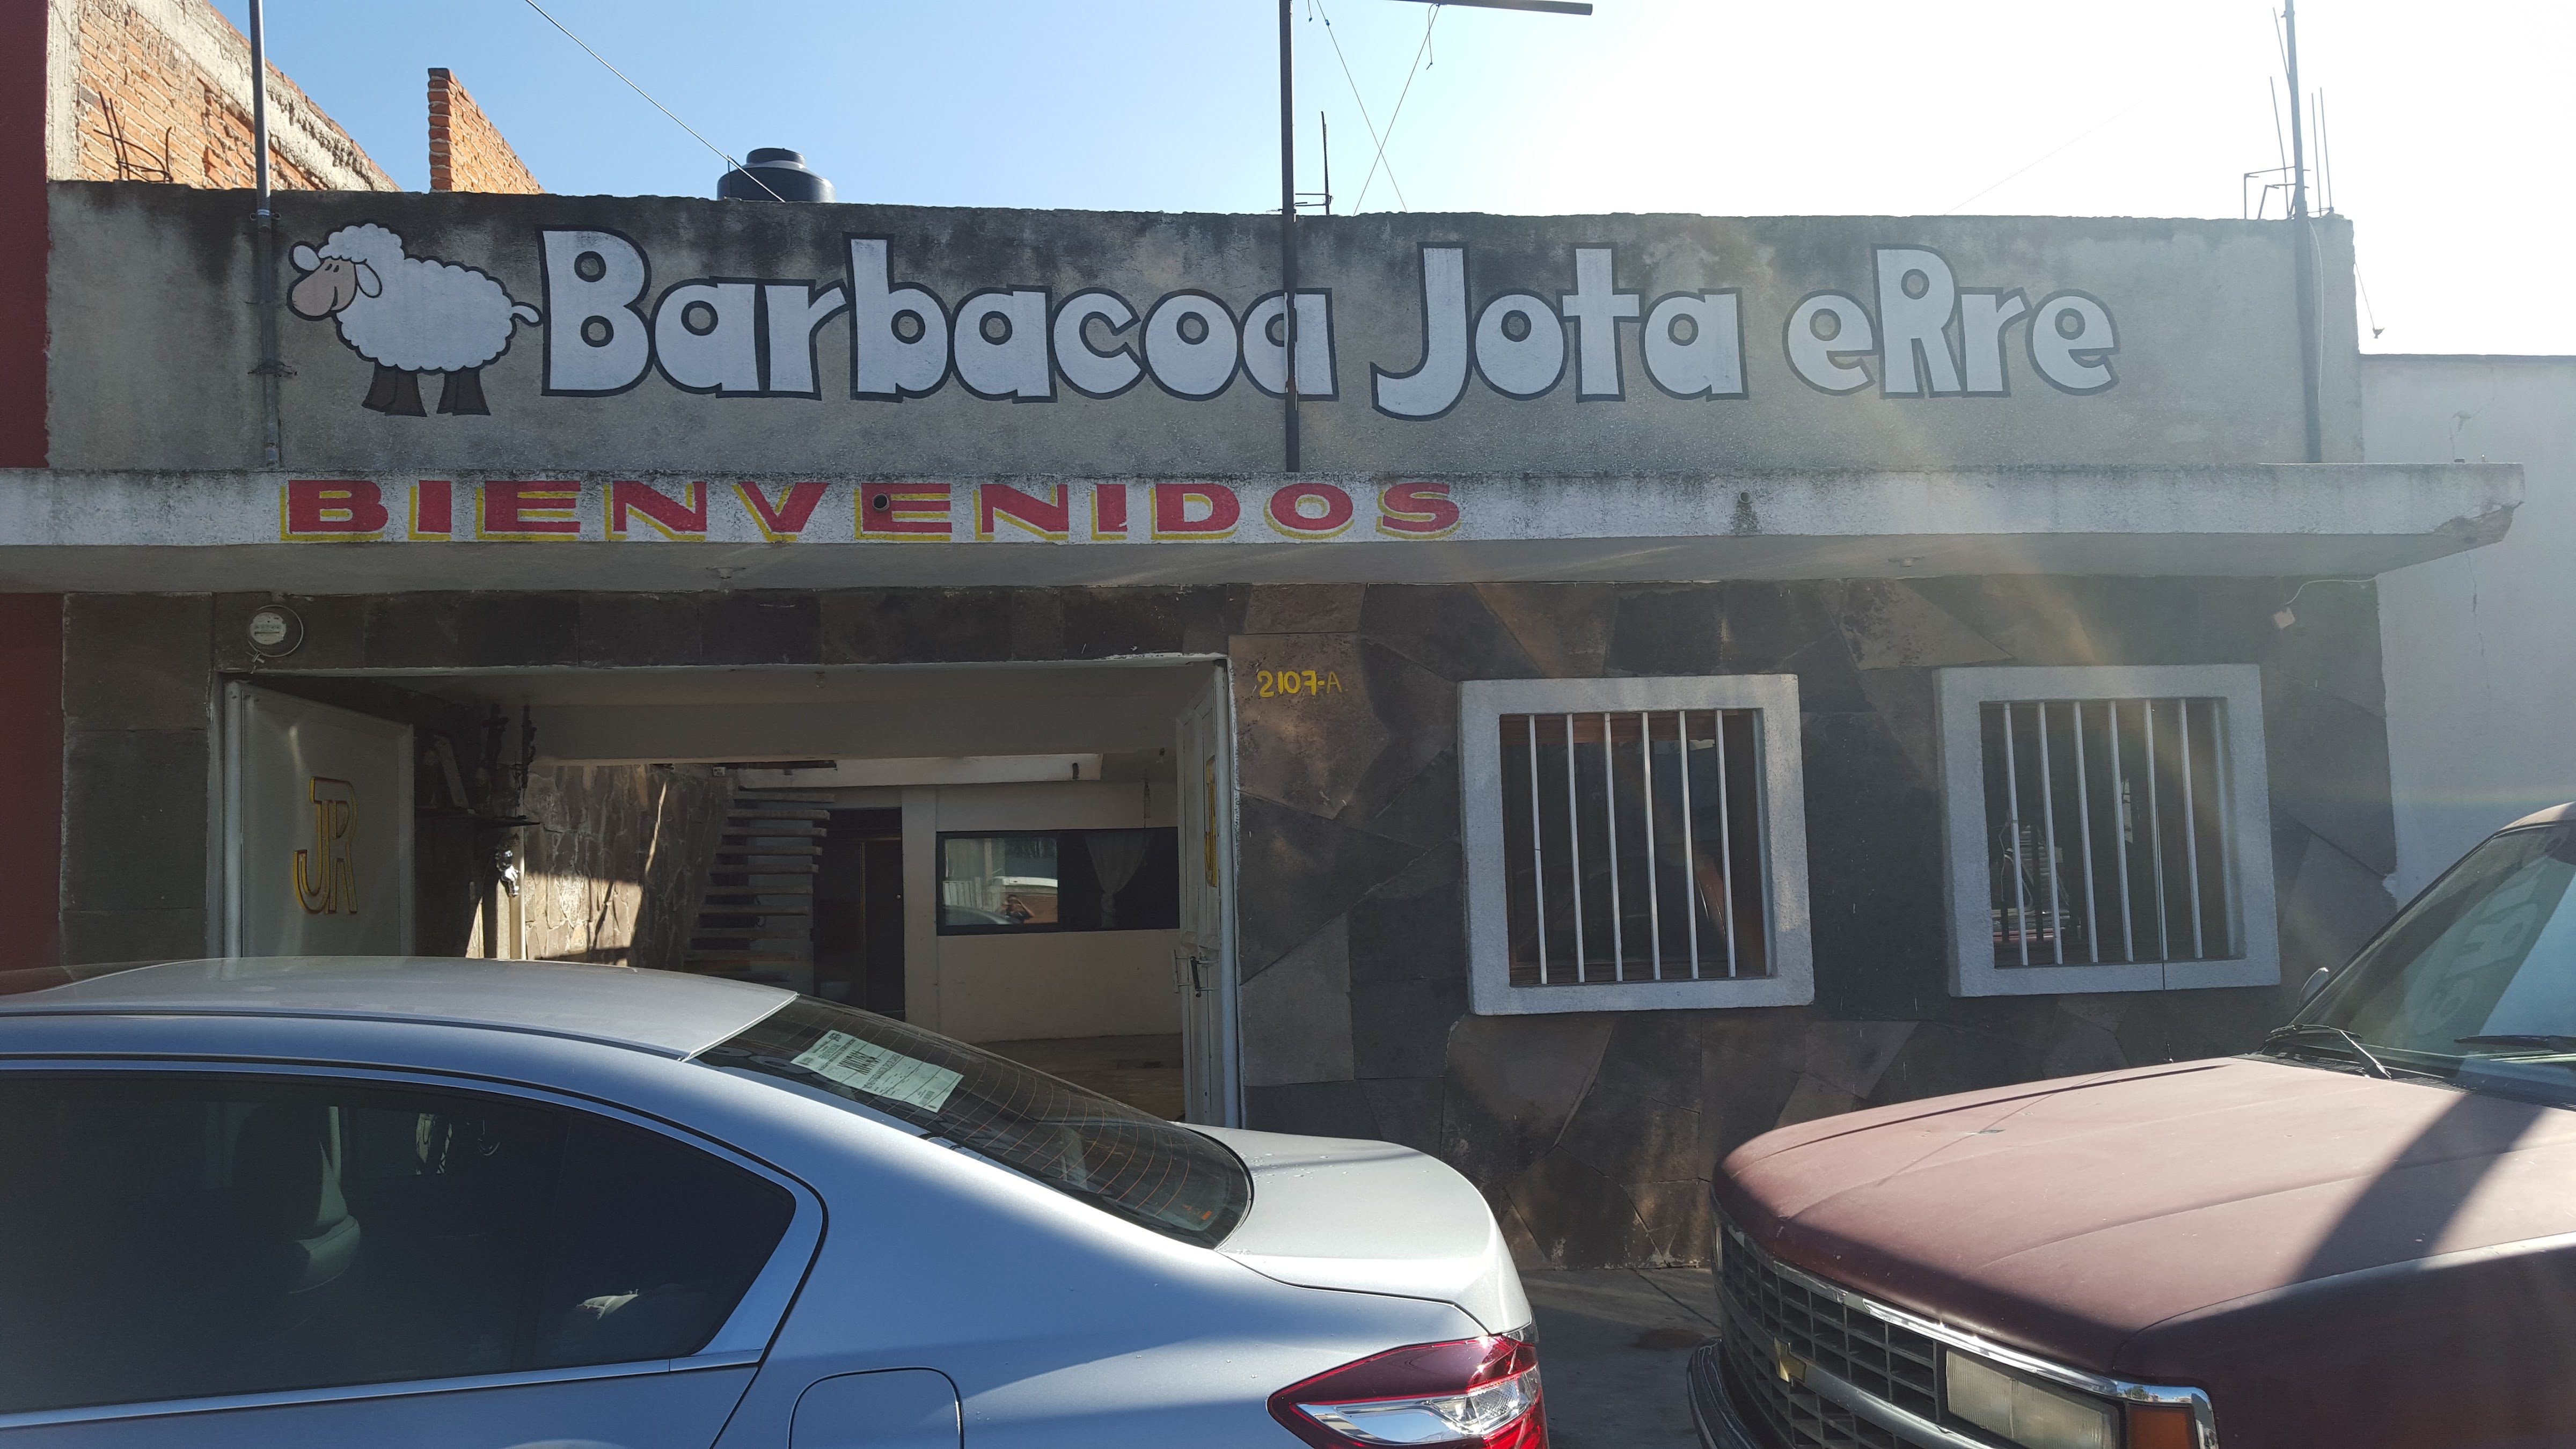 Barbacoa Jota eRre
BIENVENIDOS
2107-A
JR